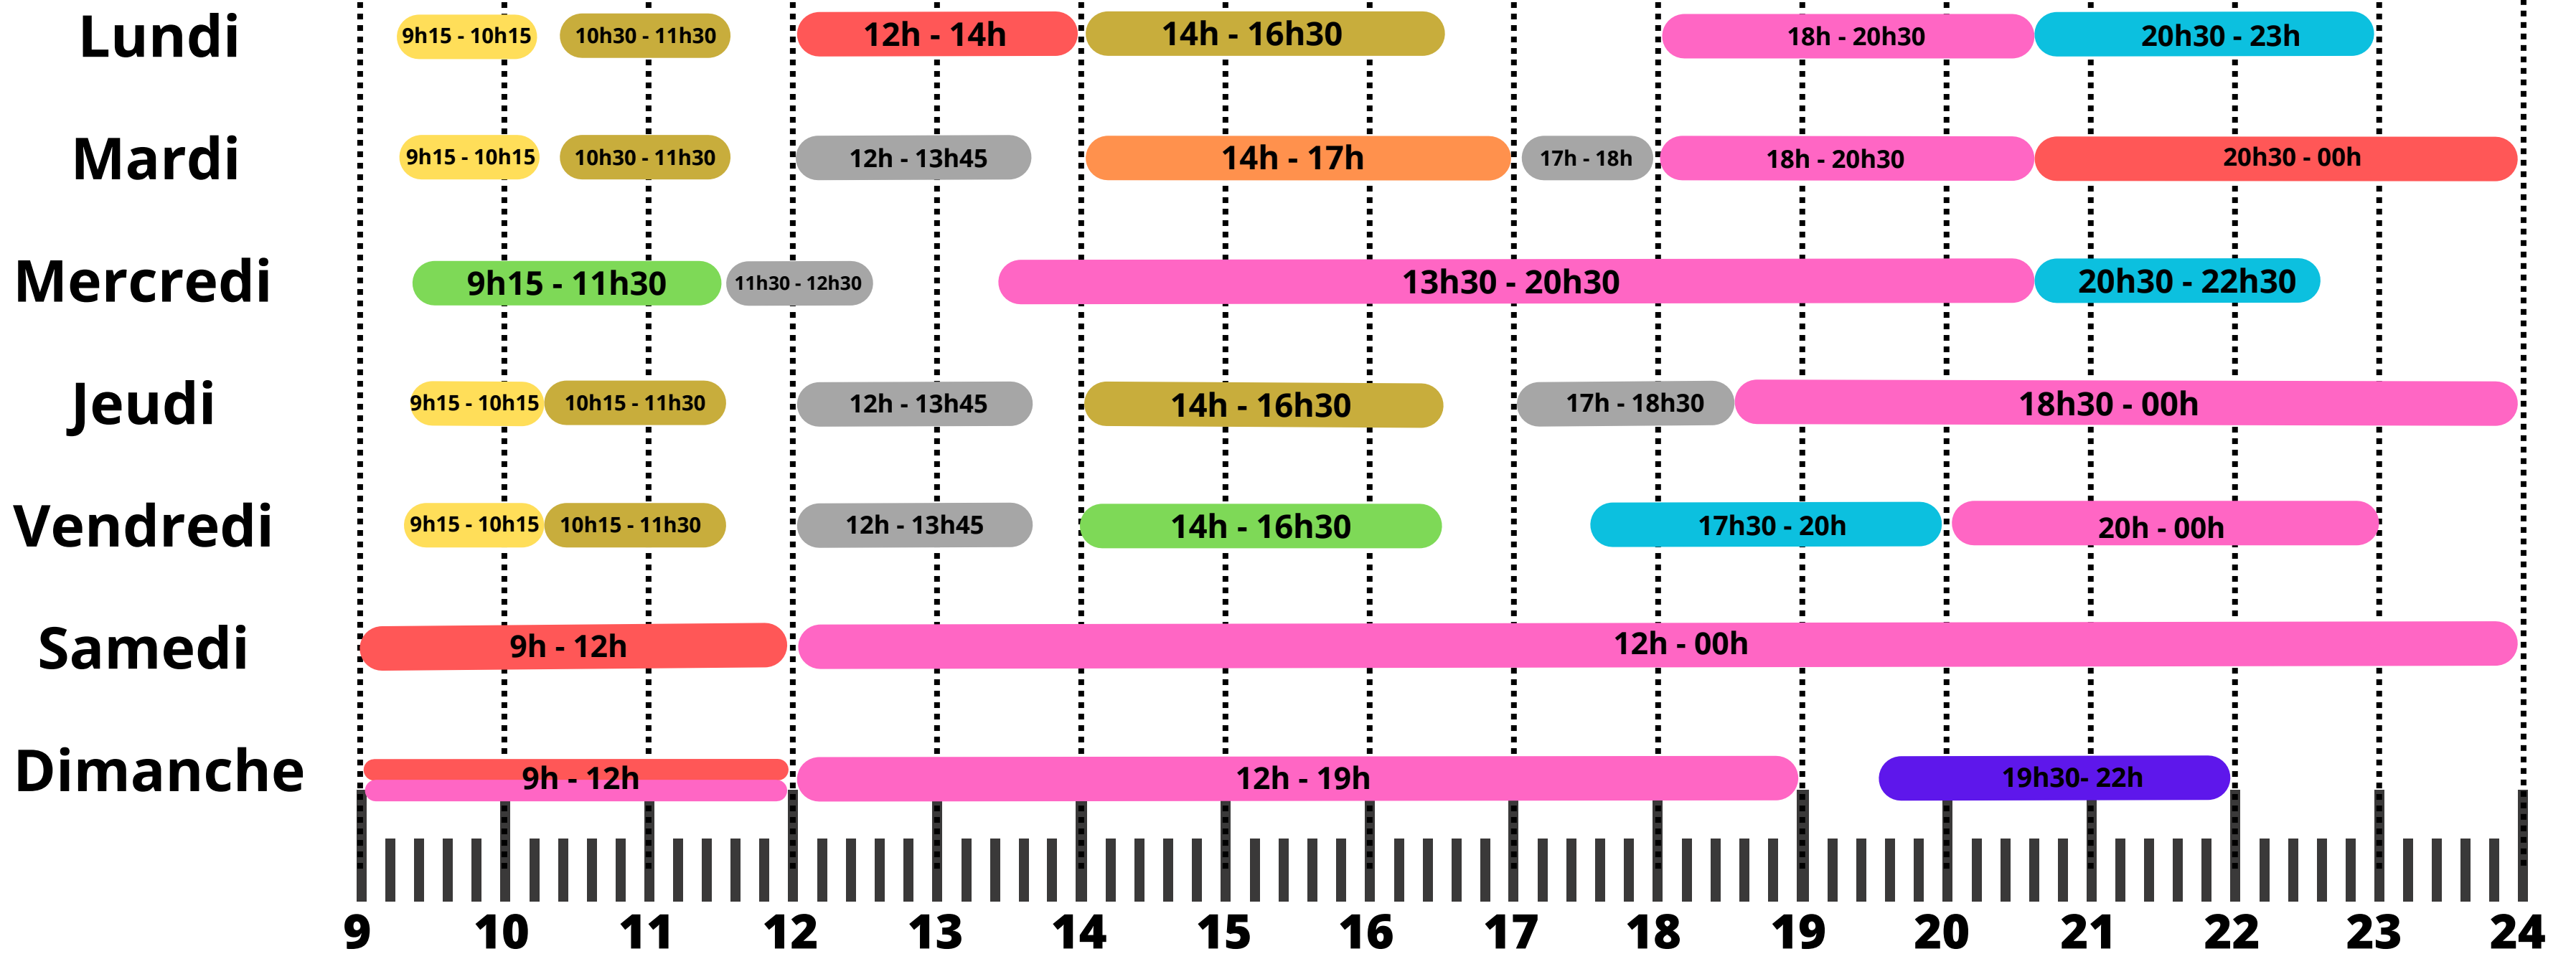 Lundi 9h15 - 10h15 10h30 - 11h30 12h - 14h 14h - 16h30 18h - 20h30 20h30 - 23h
Mardi 9h15 - 10h15 10h30 - 11h30 12h - 13h45 14h - 17h 17h - 18h 18h - 20h30 20h30 - 00h
Mercredi 9h15 - 11h30 11h30 - 12h30 13h30 - 20h30 20h30 - 22h30
Jeudi 9h15 - 10h15 10h15 - 11h30 12h - 13h45 14h - 16h30 17h - 18h30 18h30 - 00h
Vendredi 9h15 - 10h15 10h15 - 11h30 12h - 13h45 14h - 16h30 17h30 - 20h 20h - 00h
Samedi 9h - 12h 12h - 00h
Dimanche 9h - 12h 12h - 19h 19h30- 22h
9 10 11 12 13 14 15 16 17 18 19 20 21 22 23 24